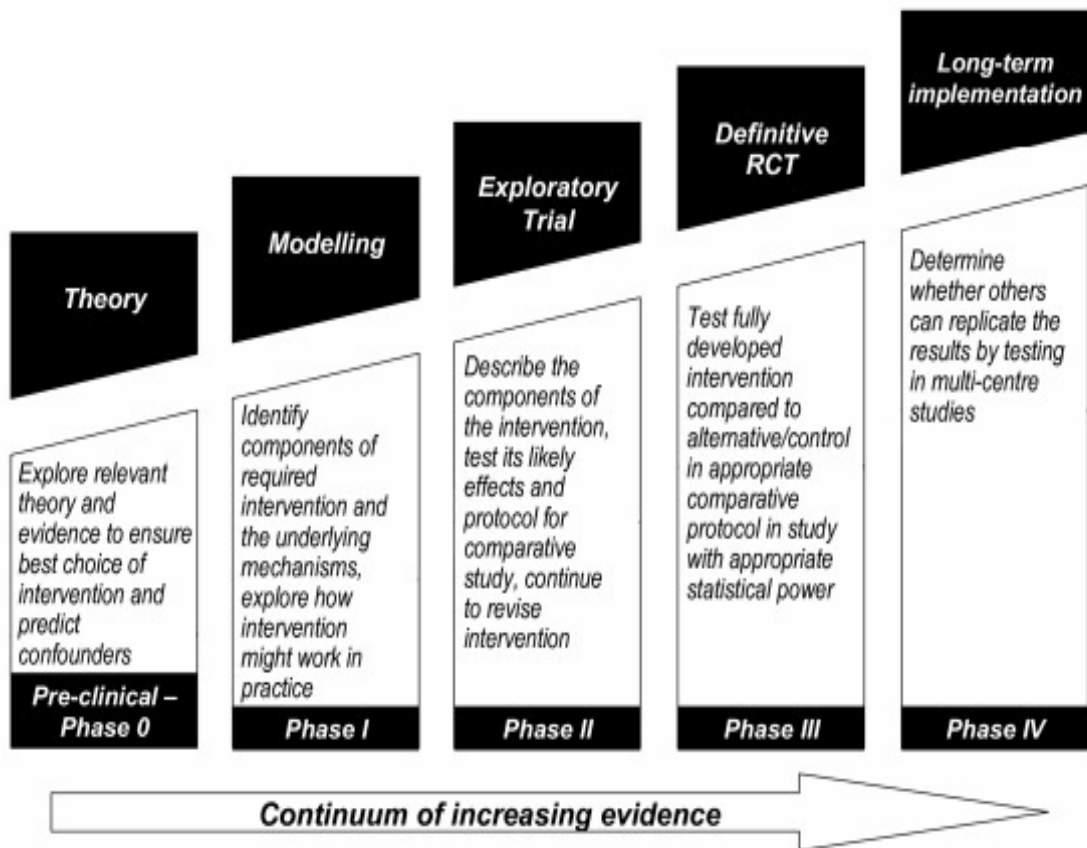 Theory
Explore relevant
theory and
evidence to ensure
best choice of
intervention and
predict
confounders
Pre-clinical –
Phase 0
Modelling
Identify
components of
required
intervention and
the underlying
mechanisms,
explore how
intervention
might work in
practice
Phase I
Exploratory
Trial
Describe the
components of
the intervention,
test its likely
effects and
protocol for
comparative
study, continue
to revise
intervention
Phase II
Definitive
RCT
Test fully
developed
intervention
compared to
alternative/control
in appropriate
comparative
protocol in study
with appropriate
statistical power
Phase III
Long-term
implementation
Determine
whether others
can replicate the
results by testing
in multi-centre
studies
Phase IV
Continuum of increasing evidence